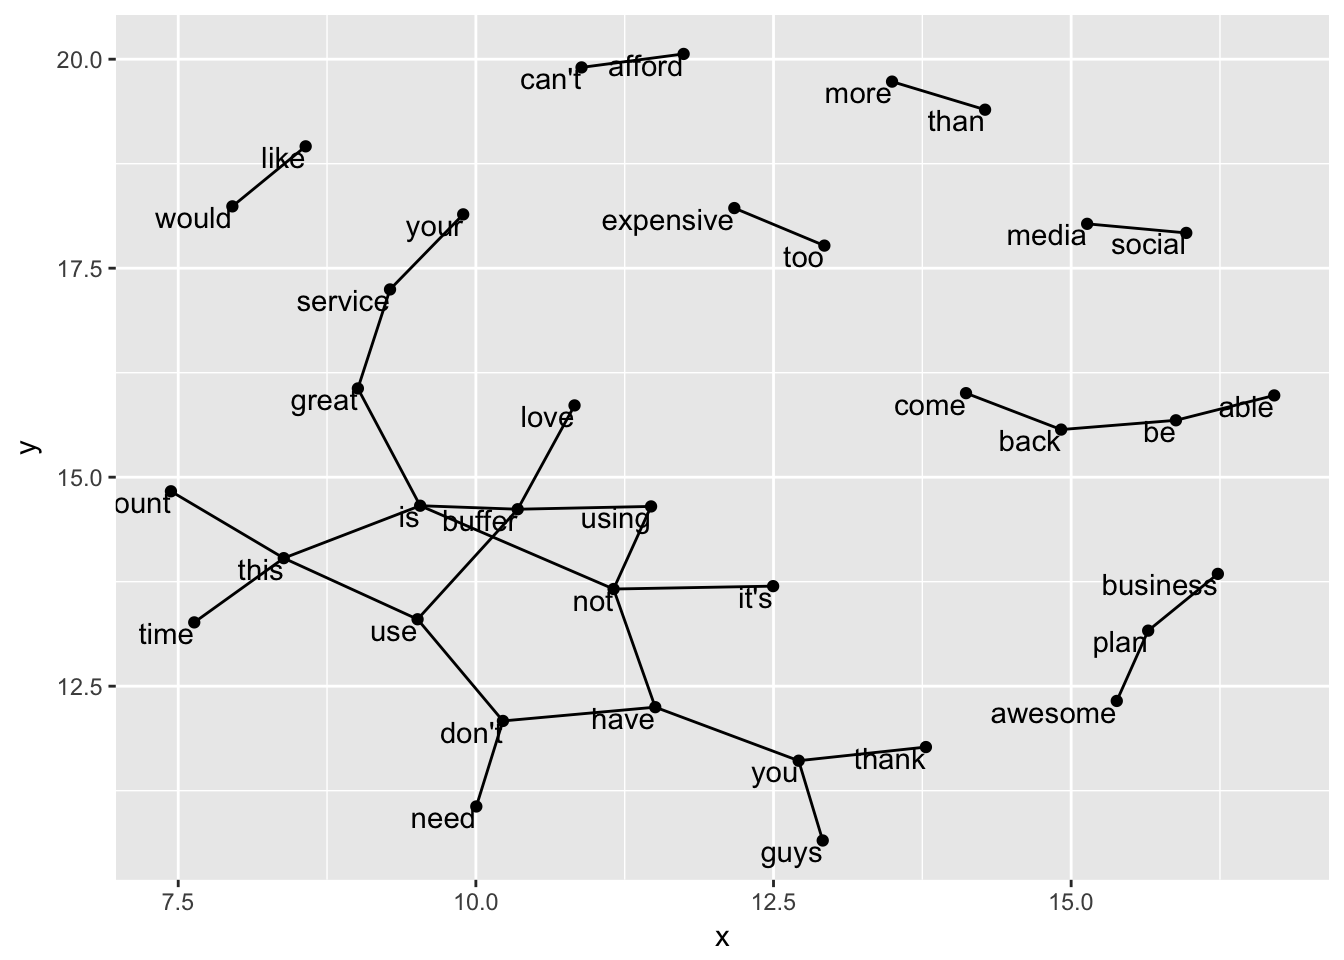 20.0
can't
afford
more
than
like
would
your
expensive
too
media
social
17.5
service
great
love
come
back
be
able
15.0
ount
is
buffer
using
this
not
it's
business
time
use
plan
12.5
awesome
don't
have
you
thank
need
guys
7.5
10.0
12.5
15.0
x
y